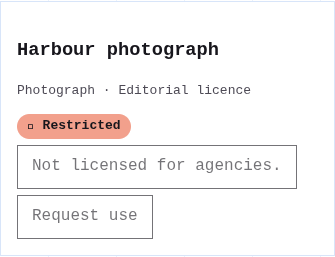 Harbour photograph
Photograph · Editorial licence
Restricted
Not licensed for agencies.
Request use